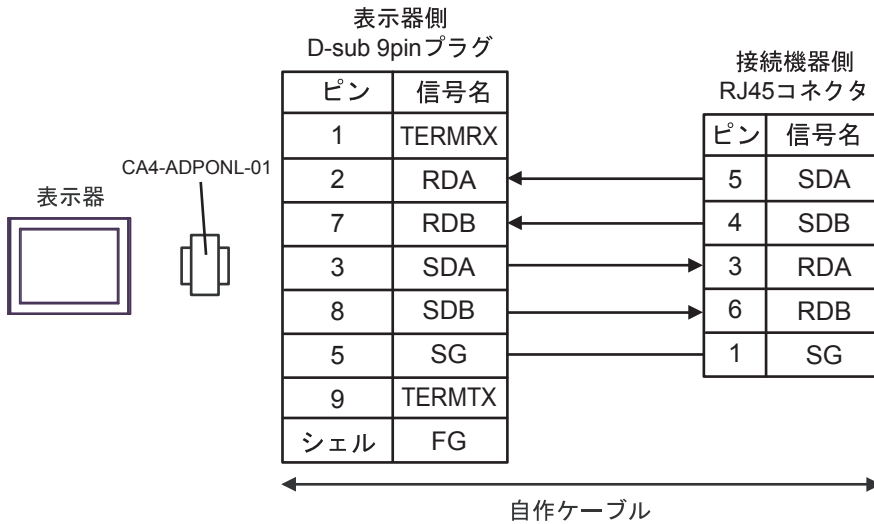 表示器側
D-sub 9pinプラグ
接続機器側
RJ45コネクタ
ピン 信号名
1 TERMRX
2 RDA
7 RDB
3 SDA
8 SDB
5 SG
9 TERMTX
シェル FG
ピン 信号名
5 SDA
4 SDB
3 RDA
6 RDB
1 SG
CA4-ADPONL-01
表示器
自作ケーブル